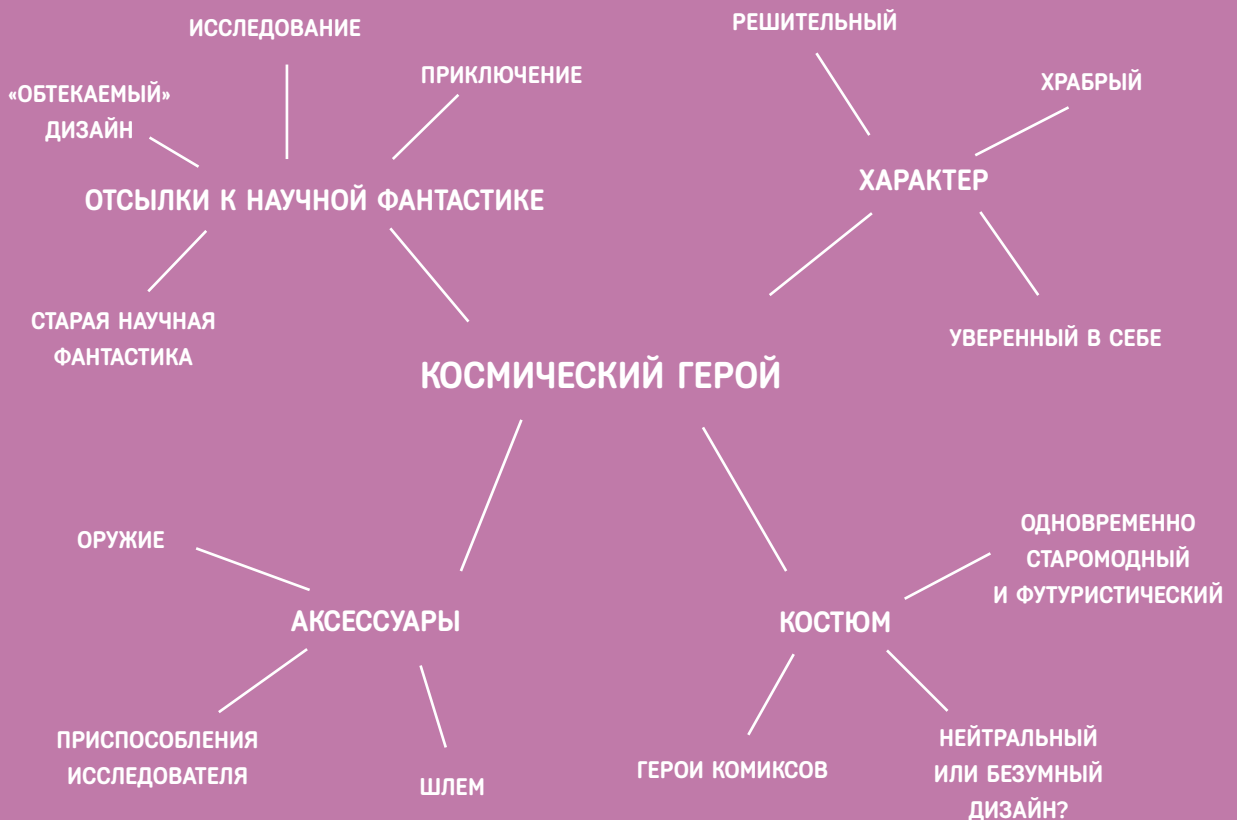 ИССЛЕДОВАНИЕ
«ОБТЕКАЕМЫЙ»
ДИЗАЙН
ПРИКЛЮЧЕНИЕ
ОТСЫЛКИ К НАУЧНОЙ ФАНТАСТИКЕ
СТАРАЯ НАУЧНАЯ
ФАНТАСТИКА
РЕШИТЕЛЬНЫЙ
ХРАБРЫЙ
ХАРАКТЕР
УВЕРЕННЫЙ В СЕБЕ
КОСМИЧЕСКИЙ ГЕРОЙ
ОРУЖИЕ
АКСЕССУАРЫ
ПРИСПОСОБЛЕНИЯ
ИССЛЕДОВАТЕЛЯ
ШЛЕМ
ОДНОВРЕМЕННО
СТАРОМОДНЫЙ
И ФУТУРИСТИЧЕСКИЙ
КОСТЮМ
ГЕРОИ КОМИКСОВ
НЕЙТРАЛЬНЫЙ
ИЛИ БЕЗУМНЫЙ
ДИЗАЙН?